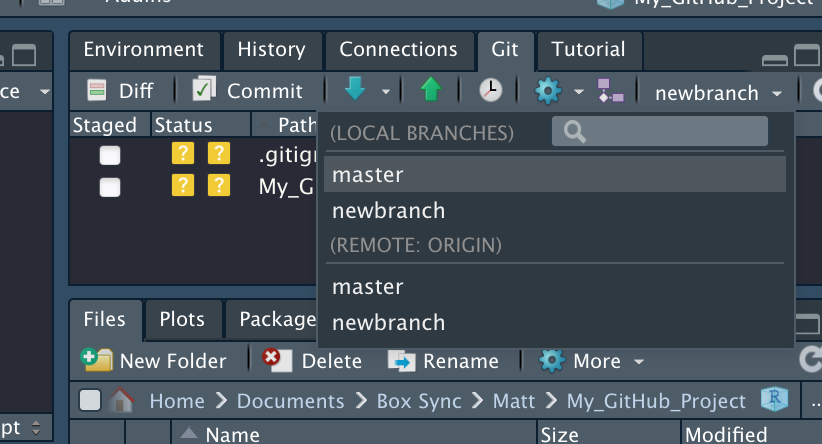 Addins My_GitHub_Project
Environment History Connections Git Tutorial
ce Diff Commit newbranch
Staged Status Path
(LOCAL BRANCHES)
.gitign
master
My_G
newbranch
(REMOTE: ORIGIN)
master
newbranch
Files Plots Package
New Folder Delete Rename More
Home Documents Box Sync Matt My_GitHub_Project R ...
pt Name Size Modified